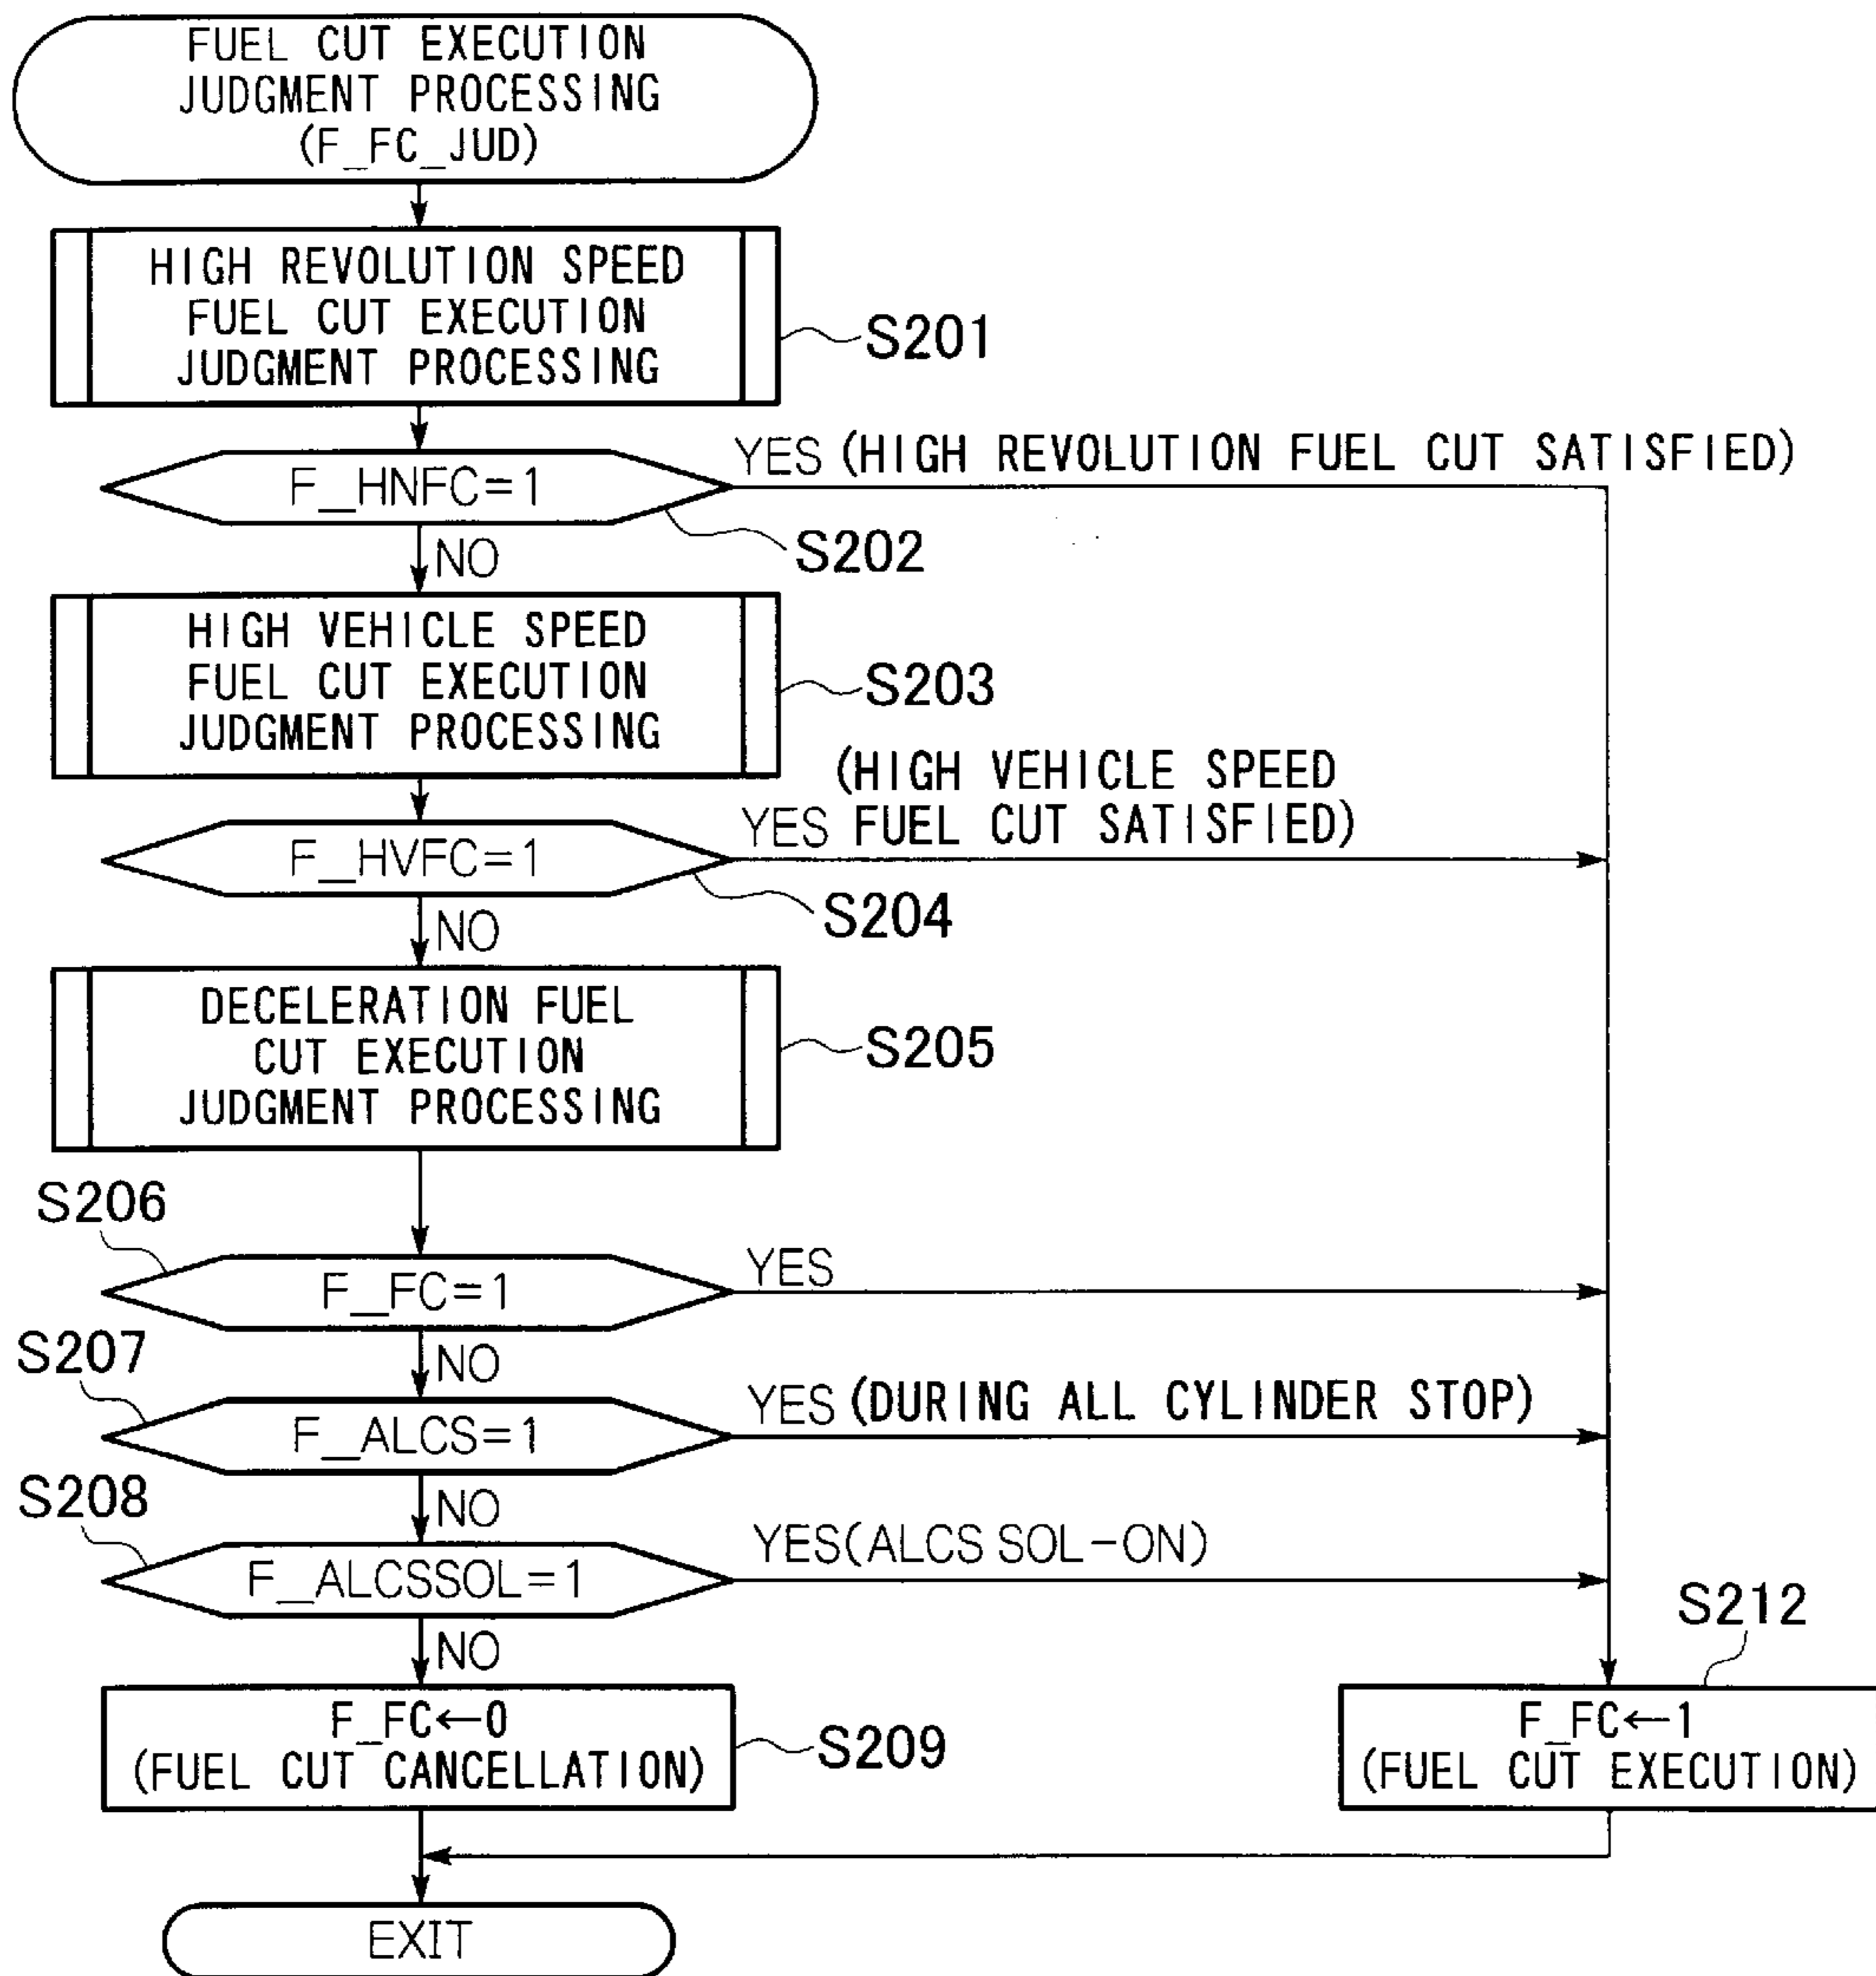 FUEL CUT EXECUTION
JUDGMENT PROCESSING
(F_FC_JUD)
HIGH REVOLUTION SPEED
FUEL CUT EXECUTION
JUDGMENT PROCESSING
S201
F_HNFC=1
YES (HIGH REVOLUTION FUEL CUT SATISFIED)
S202
NO
HIGH VEHICLE SPEED
FUEL CUT EXECUTION
JUDGMENT PROCESSING
S203
(HIGH VEHICLE SPEED
YES FUEL CUT SATISFIED)
F_HVFC=1
S204
NO
DECELERATION FUEL
CUT EXECUTION
JUDGMENT PROCESSING
S205
S206
F_FC=1
YES
NO
S207
F_ALCS=1
YES (DURING ALL CYLINDER STOP)
NO
S208
F_ALCSSOL=1
YES(ALCS SOL-ON)
NO
S212
F_FC←0
(FUEL CUT CANCELLATION)
S209
F_FC←1
(FUEL CUT EXECUTION)
EXIT